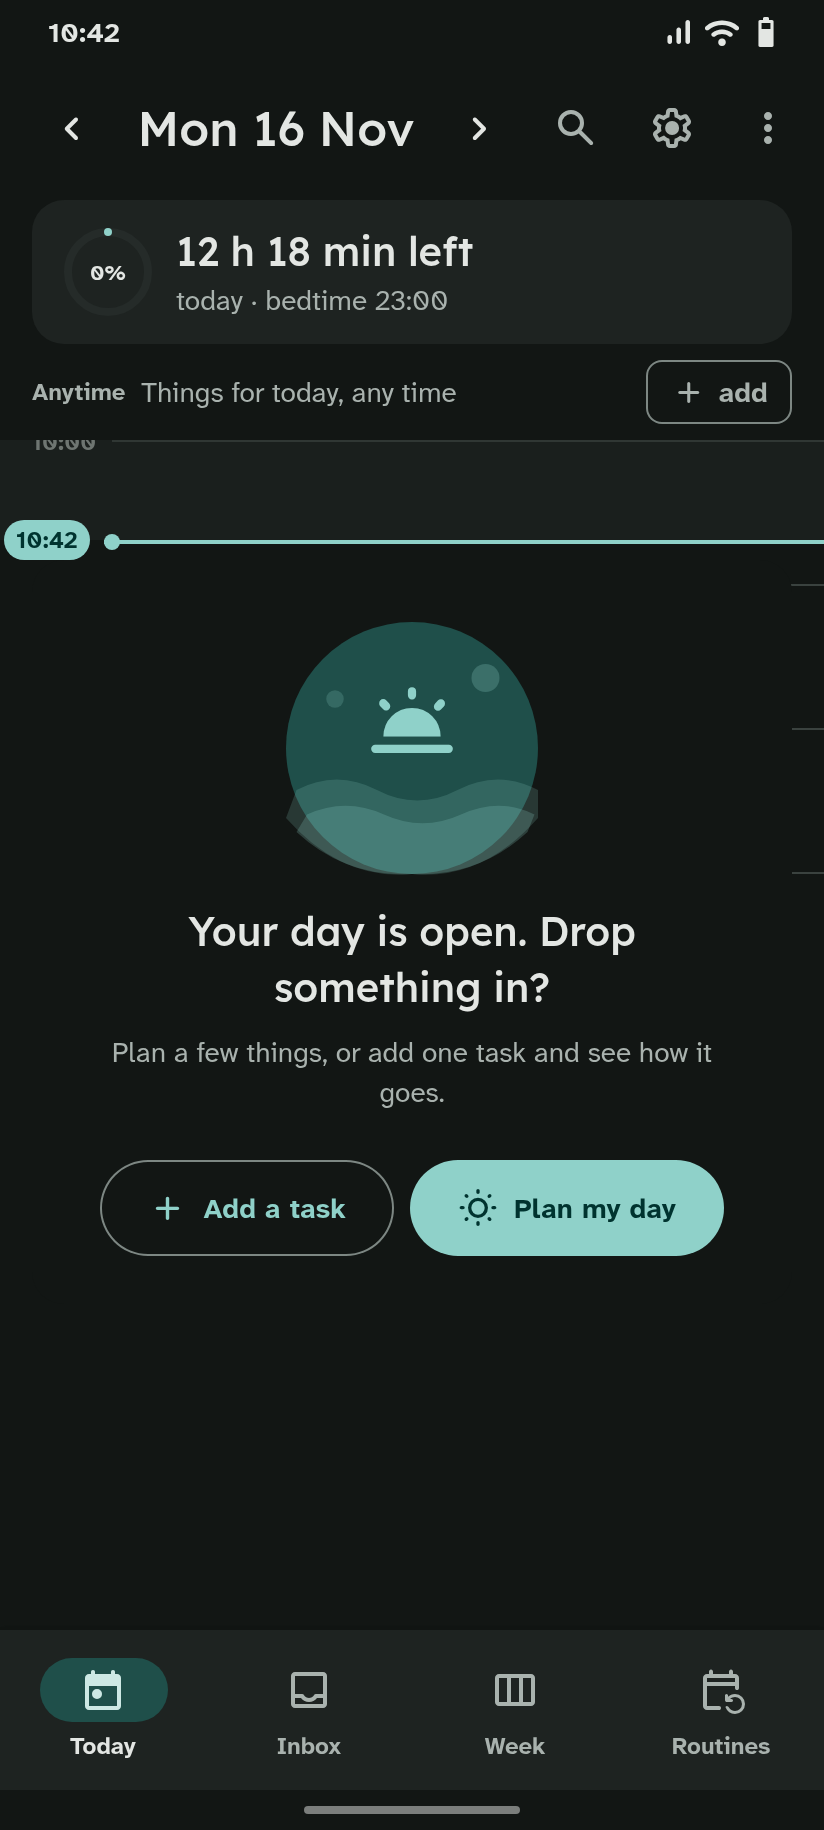 10:42
Mon 16 Nov
0%
12 h 18 min left
today · bedtime 23:00
Anytime Things for today, any time
add
10:00
10:42
Your day is open. Drop
something in?
Plan a few things, or add one task and see how it
goes.
Add a task
Plan my day
Today
Inbox
Week
Routines